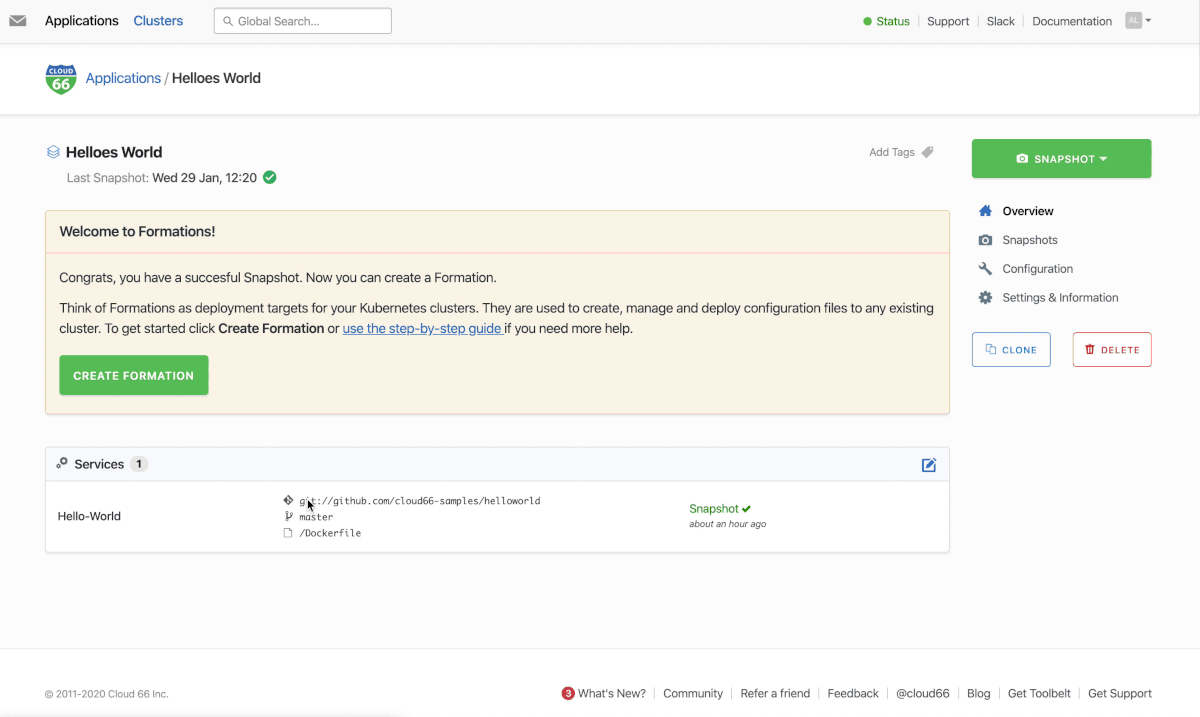 Applications Clusters Global Search... Status Support Slack Documentation AL
CLOUD
66
Applications / Helloes World
Helloes World
Add Tags
SNAPSHOT
Last Snapshot: Wed 29 Jan, 12:20
Overview
Snapshots
Configuration
Settings & Information
CLONE
DELETE
Welcome to Formations!
Congrats, you have a succesful Snapshot. Now you can create a Formation.
Think of Formations as deployment targets for your Kubernetes clusters. They are used to create, manage and deploy configuration files to any existing
cluster. To get started click Create Formation or use the step-by-step guide if you need more help.
CREATE FORMATION
Services 1
Hello-World
git://github.com/cloud66-samples/helloworld
master
/Dockerfile
Snapshot
about an hour ago
© 2011-2020 Cloud 66 Inc.
3 What's New? Community Refer a friend Feedback @cloud66 Blog Get Toolbelt Get Support